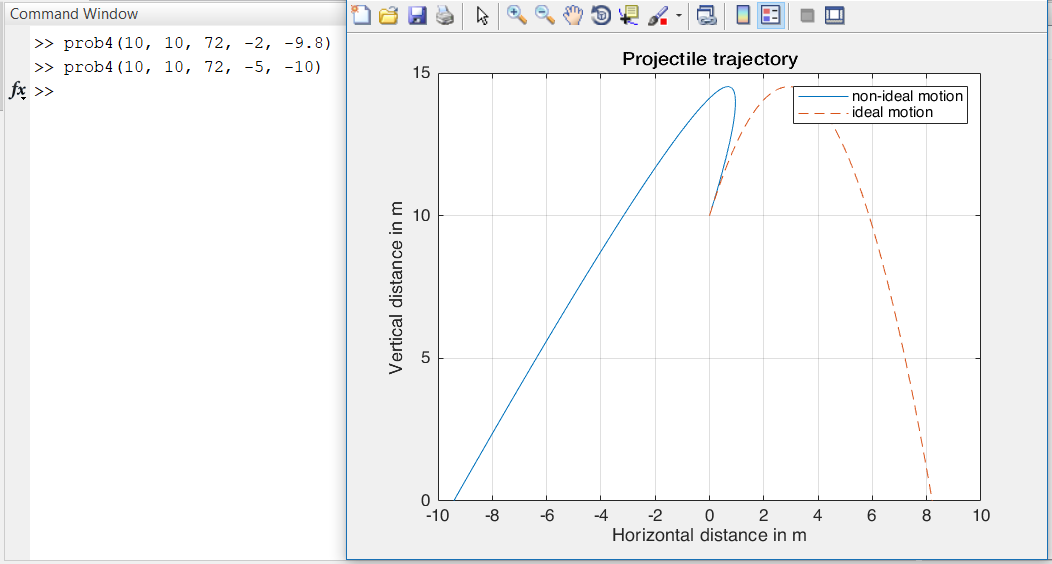 Command Window
>> prob4(10, 10, 72, -2, -9.8)
>> prob4(10, 10, 72, -5, -10)
fx >>
Projectile trajectory
non-ideal motion
ideal motion
15
10
5
0
Vertical distance in m
-10 -8 -6 -4 -2 0 2 4 6 8 10
Horizontal distance in m